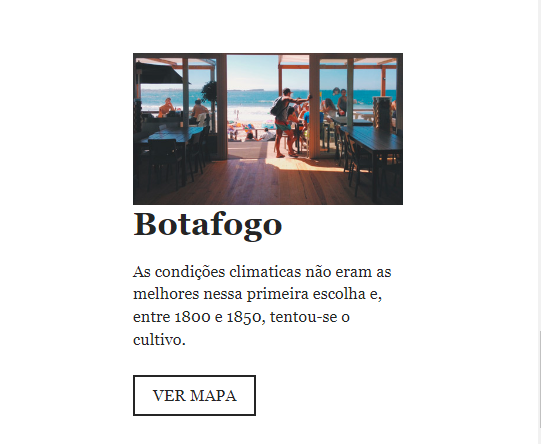 Botafogo
As condições climaticas não eram as
melhores nessa primeira escolha e,
entre 1800 e 1850, tentou-se o
cultivo.
VER MAPA